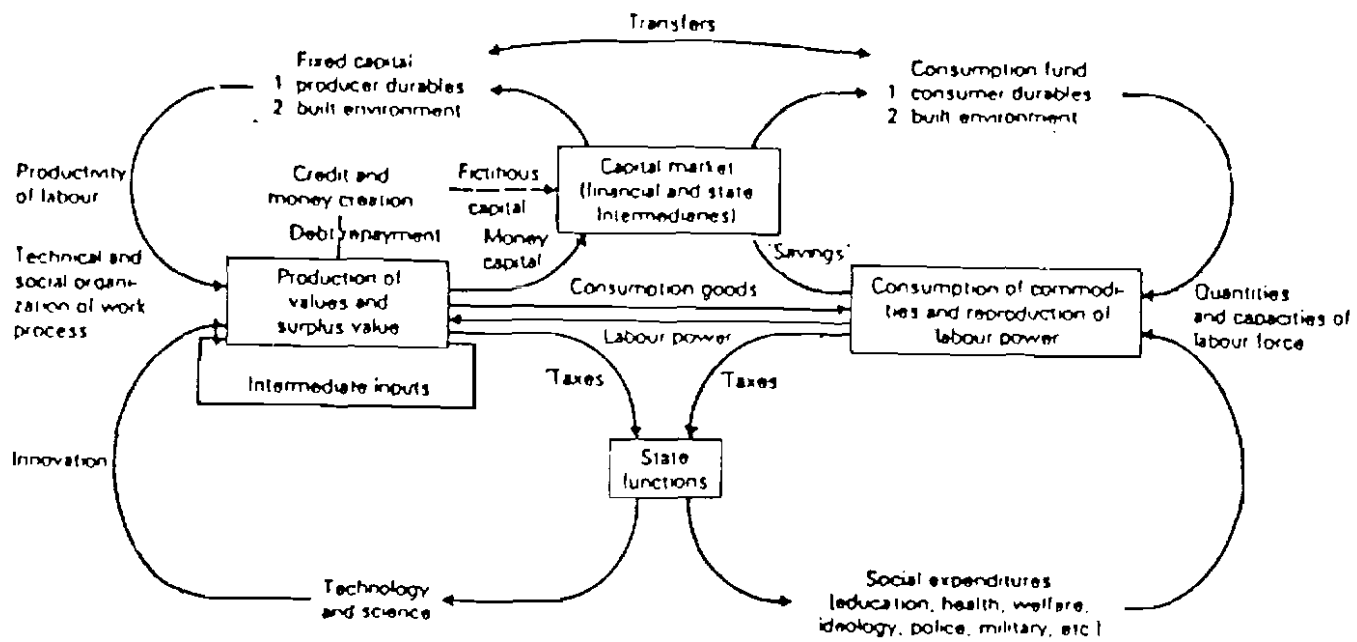 Transfers
Fixed capital
1 producer durables
2 built environment
Consumption fund
1 consumer durables
2 built environment
Productivity
of labour
Credit and
money creation
Fictitious
capital
Capital market
(financial and state
Intermediaries)
Debt repayment
Money
capital
'Savings'
Technical and
social organi-
zation of work
process
Production of
values and
surplus value
Consumption goods
Labour power
Consumption of commodi-
ties and reproduction of
labour power
Quantities
and capacities of
labour force
Intermediate inputs
Taxes
Taxes
Innovation
State
functions
Technology
and science
Social expenditures
(education, health, welfare,
ideology, police, military, etc)